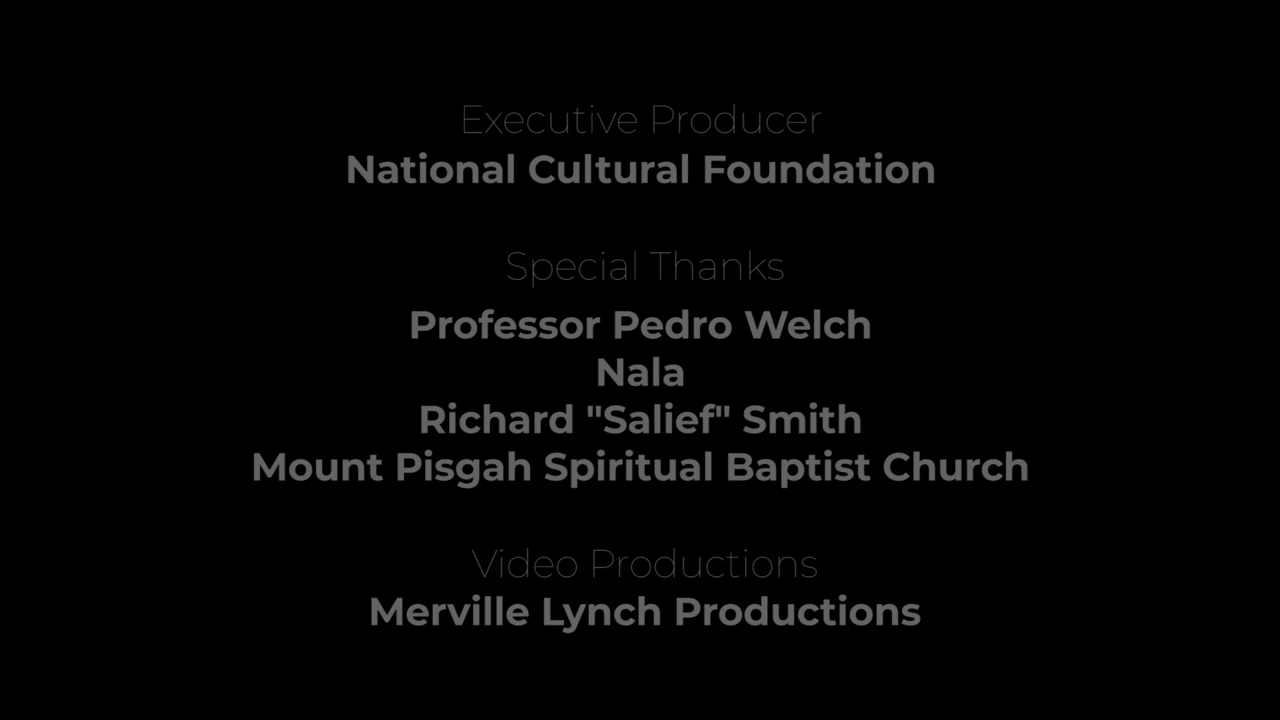 Executive Producer
National Cultural Foundation
Special Thanks
Professor Pedro Welch
Nala
Richard "Salief" Smith
Mount Pisgah Spiritual Baptist Church
Video Productions
Merville Lynch Productions